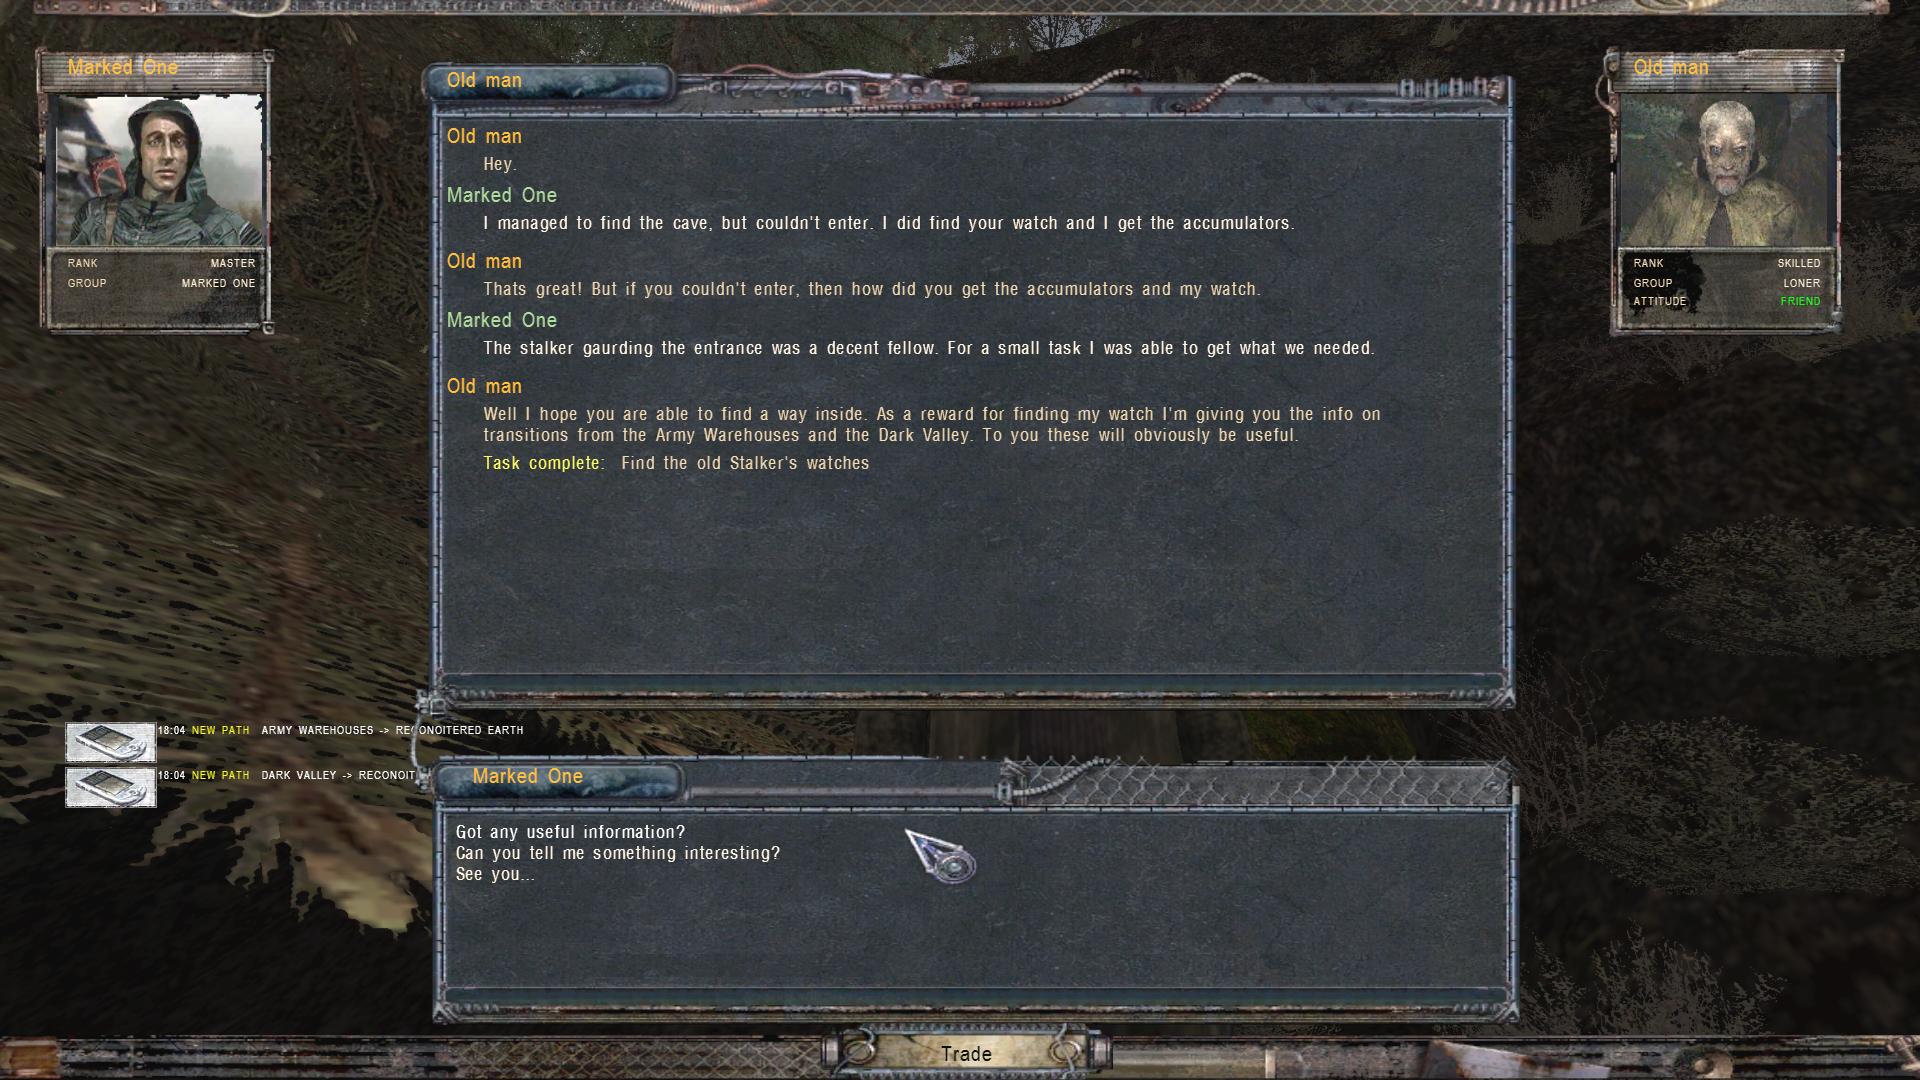 Marked One
RANK MASTER
GROUP MARKED ONE
Old man
Old man
Hey.
Marked One
I managed to find the cave, but couldn't enter. I did find your watch and I get the accumulators.
Old man
Thats great! But if you couldn't enter, then how did you get the accumulators and my watch.
Marked One
The stalker gaurding the entrance was a decent fellow. For a small task I was able to get what we needed.
Old man
Well I hope you are able to find a way inside. As a reward for finding my watch I'm giving you the info on
transitions from the Army Warehouses and the Dark Valley. To you these will obviously be useful.
Task complete: Find the old Stalker's watches
Old man
RANK SKILLED
GROUP LONER
ATTITUDE FRIEND
18:04 NEW PATH ARMY WAREHOUSES -> RECONOITERED EARTH
18:04 NEW PATH DARK VALLEY -> RECONOIT
Marked One
Got any useful information?
Can you tell me something interesting?
See you...
Trade